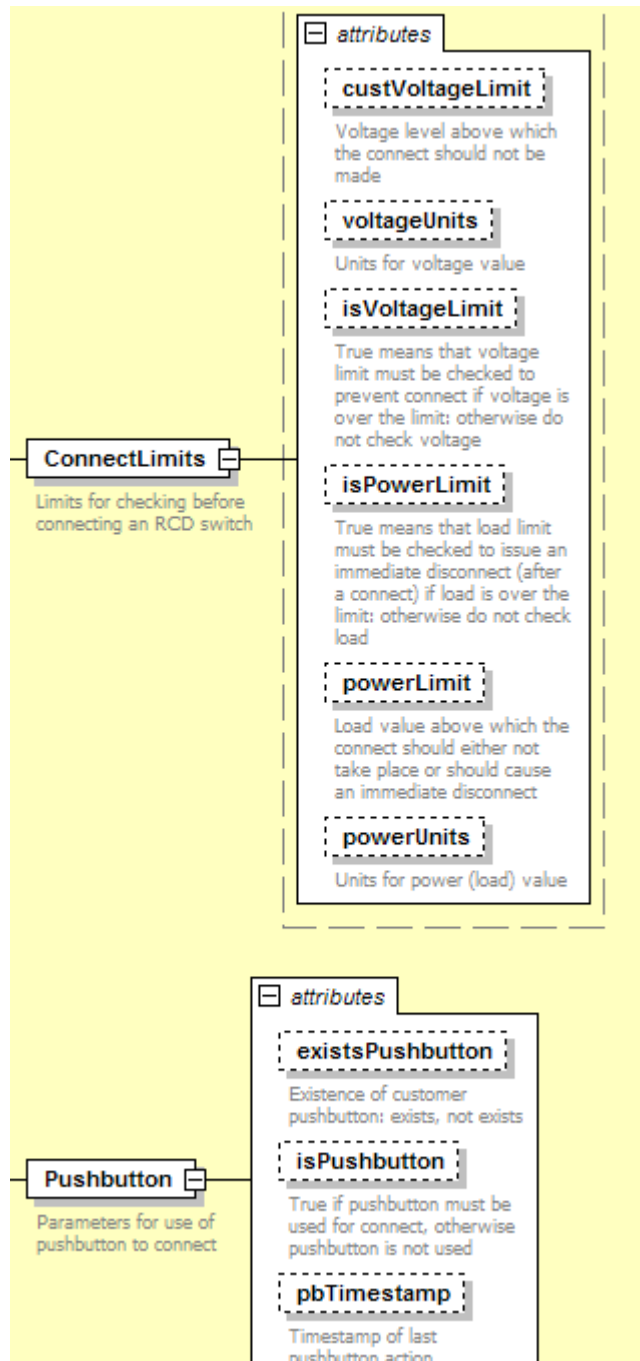 attributes
custVoltageLimit
Voltage level above which
the connect should not be
made
voltageUnits
Units for voltage value
isVoltageLimit
True means that voltage
limit must be checked to
prevent connect if voltage is
over the limit: otherwise do
not check voltage
ConnectLimits
Limits for checking before
connecting an RCD switch
isPowerLimit
True means that load limit
must be checked to issue an
immediate disconnect (after
a connect) if load is over the
limit: otherwise do not check
load
powerLimit
Load value above which the
connect should either not
take place or should cause
an immediate disconnect
powerUnits
Units for power (load) value
attributes
existsPushbutton
Existence of customer
pushbutton: exists, not exists
Pushbutton
Parameters for use of
pushbutton to connect
isPushbutton
True if pushbutton must be
used for connect, otherwise
pushbutton is not used
pbTimestamp
Timestamp of last
pushbutton action